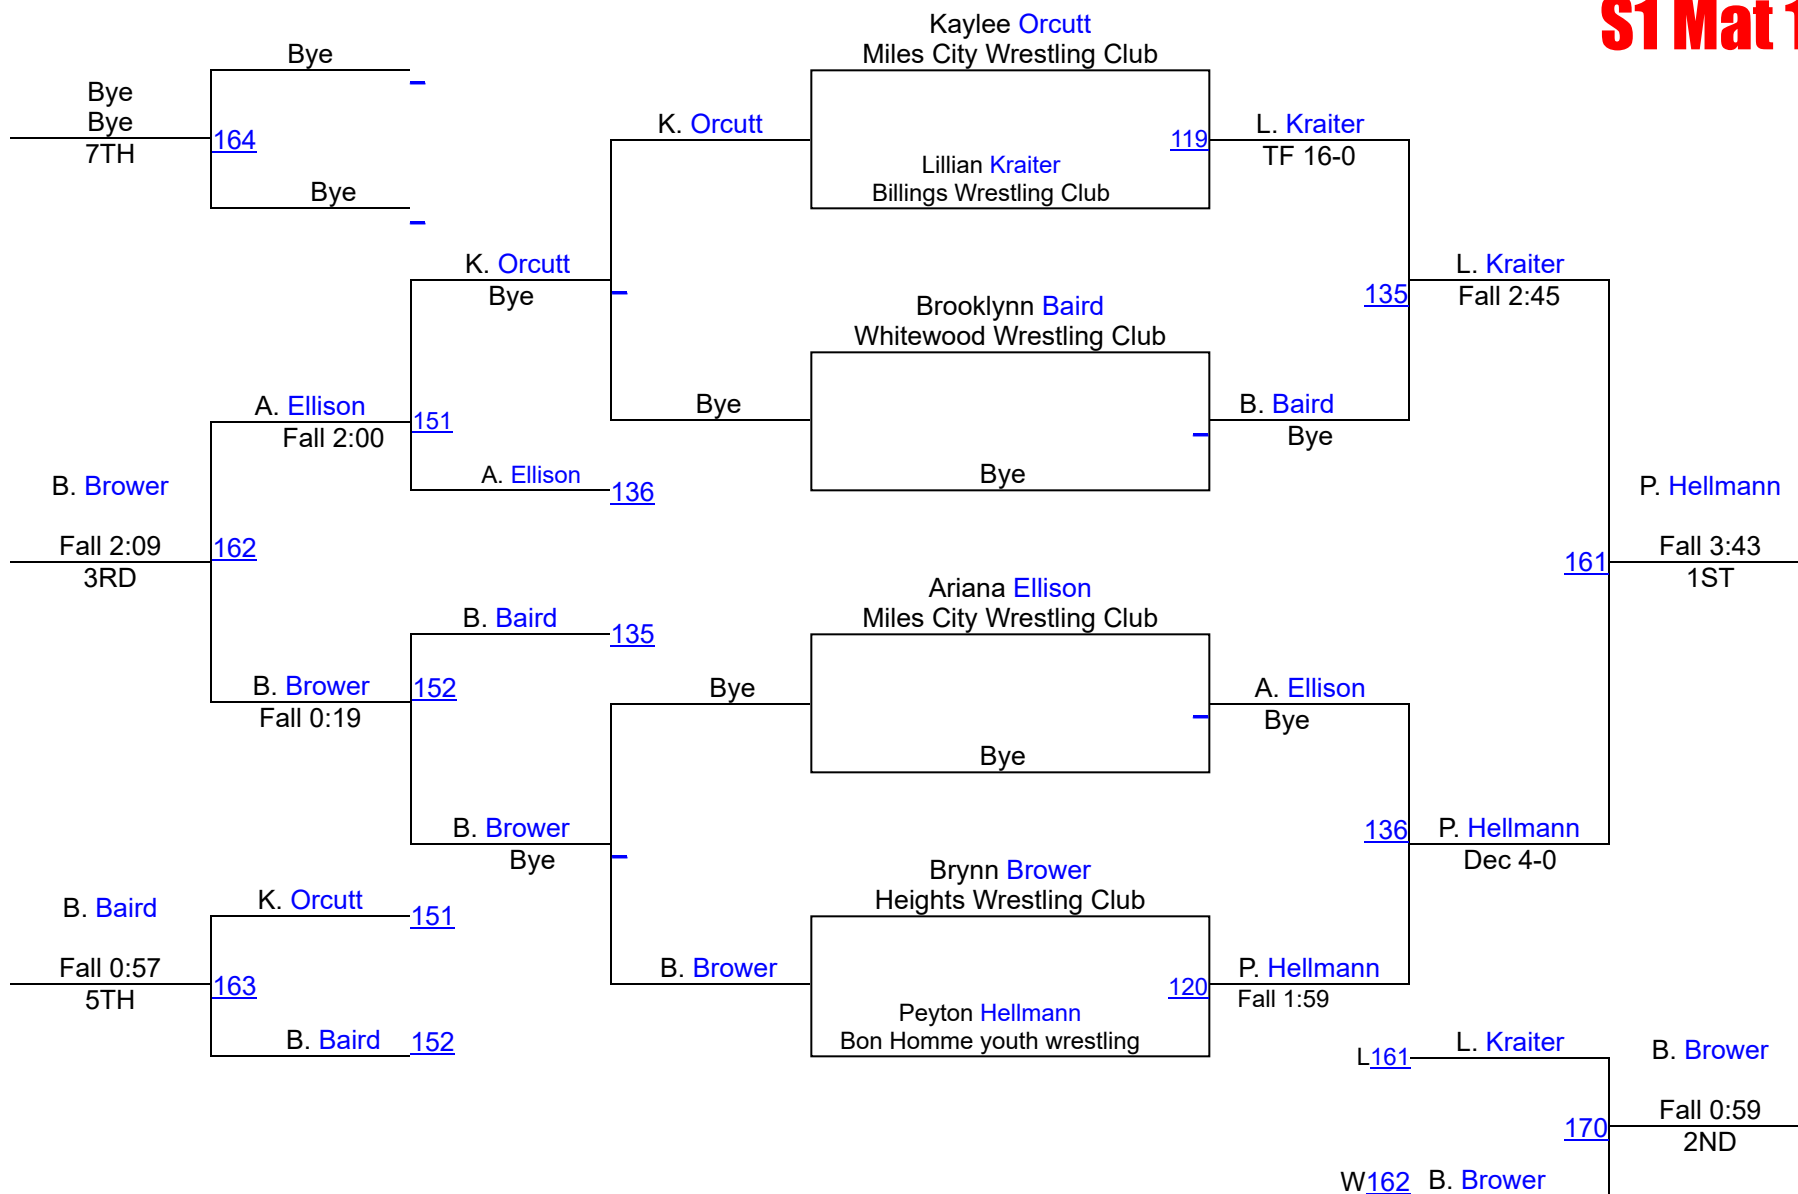 S1 Mat 1
Kaylee Orcutt
Miles City Wrestling Club
Bye
Bye
Bye
7TH
164
Bye
K. Orcutt
119
Lillian Kraiter
Billings Wrestling Club
L. Kraiter
TF 16-0
K. Orcutt
Bye
Brooklynn Baird
Whitewood Wrestling Club
135
L. Kraiter
Fall 2:45
Bye
Bye
B. Baird
Bye
A. Ellison
Fall 2:00
151
A. Ellison
136
B. Brower
Fall 2:09
3RD
162
P. Hellmann
161
Fall 3:43
1ST
Ariana Ellison
Miles City Wrestling Club
B. Baird
135
B. Brower
Fall 0:19
152
Bye
Bye
A. Ellison
Bye
B. Brower
Bye
136
P. Hellmann
Dec 4-0
Brynn Brower
Heights Wrestling Club
B. Brower
120
Peyton Hellmann
Bon Homme youth wrestling
P. Hellmann
Fall 1:59
B. Baird
Fall 0:57
5TH
K. Orcutt
151
163
B. Baird
152
L161
L. Kraiter
B. Brower
170
Fall 0:59
2ND
W162
B. Brower